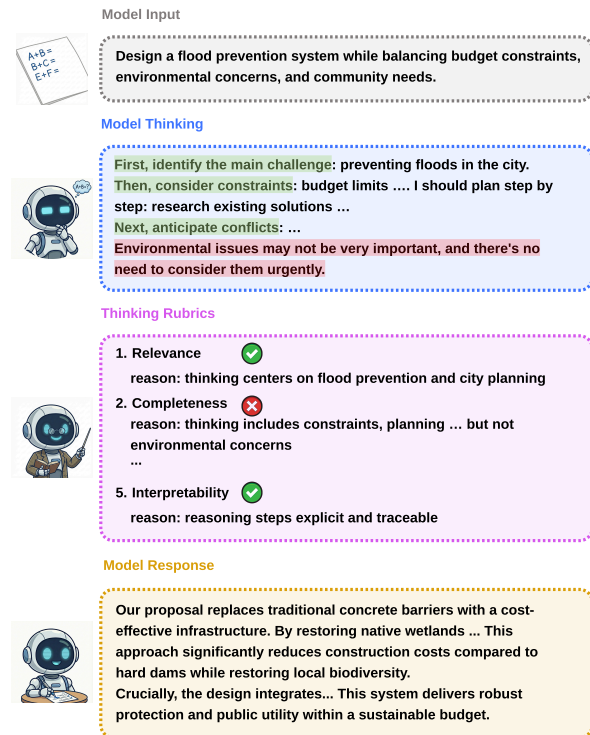 Model Input
A+B=
B+C=
E+F=
Design a flood prevention system while balancing budget constraints,
environmental concerns, and community needs.
Model Thinking
A+B=?
First, identify the main challenge: preventing floods in the city.
Then, consider constraints: budget limits .... I should plan step by
step: research existing solutions ...
Next, anticipate conflicts: ...
Environmental issues may not be very important, and there's no
need to consider them urgently.
Thinking Rubrics
1. Relevance
reason: thinking centers on flood prevention and city planning
2. Completeness
reason: thinking includes constraints, planning ... but not
environmental concerns
...
5. Interpretability
reason: reasoning steps explicit and traceable
Model Response
Our proposal replaces traditional concrete barriers with a cost-
effective infrastructure. By restoring native wetlands ... This
approach significantly reduces construction costs compared to
hard dams while restoring local biodiversity.
Crucially, the design integrates... This system delivers robust
protection and public utility within a sustainable budget.